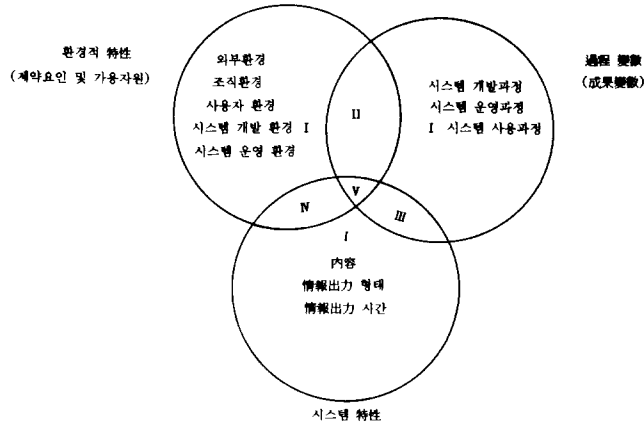 환경적 特性
(제약요인 및 가용자원)
외부환경
조직환경
사용자 환경
시스템 개발 환경 I
시스템 운영 환경
II
過程 變數
(成果變數)
시스템 개발과정
시스템 운영과정
I 시스템 사용과정
IV
V
III
I
内容
情報出力 형태
情報出力 시간
시스템 特性